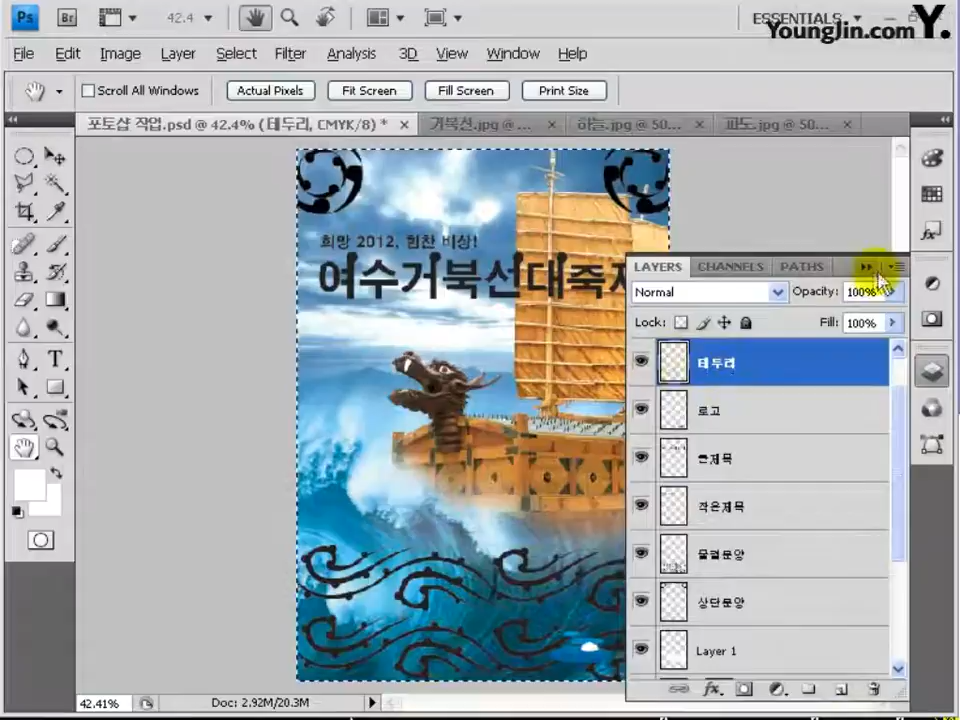 Ps Br 42.4 ESSENTIALS
YoungJin.com Y.
File Edit Image Layer Select Filter Analysis 3D View Window Help
Scroll All Windows Actual Pixels Fit Screen Fill Screen Print Size
포토샵 작업.psd @ 42.4% (테두리, CMYK/8) * 거북선.jpg @ ... 하늘.jpg @ 50... 파도.jpg @ 50...
희망 2012, 힘찬 비상!
여수거북선대축제
LAYERS CHANNELS PATHS
Normal Opacity: 100%
Lock: Fill: 100%
테두리
로고
큰제목
작은제목
물결문양
상단문양
Layer 1
42.41% Doc: 2.92M/20.3M